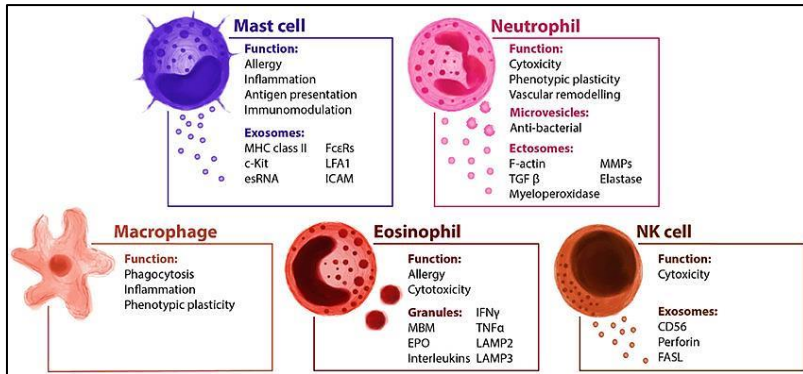 Mast cell
Function:
Allergy
Inflammation
Antigen presentation
Immunomodulation
Exosomes:
MHC class II FcεRs
c-Kit LFA1
esRNA ICAM
Neutrophil
Function:
Cytoxicity
Phenotypic plasticity
Vascular remodelling
Microvesicles:
Anti-bacterial
Ectosomes:
F-actin MMPs
TGF β Elastase
Myeloperoxidase
Macrophage
Function:
Phagocytosis
Inflammation
Phenotypic plasticity
Eosinophil
Function:
Allergy
Cytotoxicity
Granules: IFNγ
MBM TNFα
EPO LAMP2
Interleukins LAMP3
NK cell
Function:
Cytoxicity
Exosomes:
CD56
Perforin
FASL